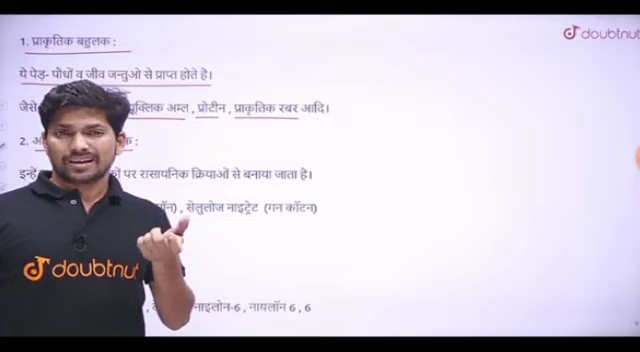 doubtnut
1. प्राकृतिक बहुलक :
ये पेड़- पौधों व जीव जन्तुओ से प्राप्त होते है।
जैसे अम्ल , प्रोटीन , प्राकृतिक रबर आदि।
2. :
इन्हें पर रासायनिक क्रियाओं से बनाया जाता है।
, सेलुलोज नाइट्रेट (गन कॉटन)
doubtnut
नाइलोन-6 , नायलॉन 6 , 6